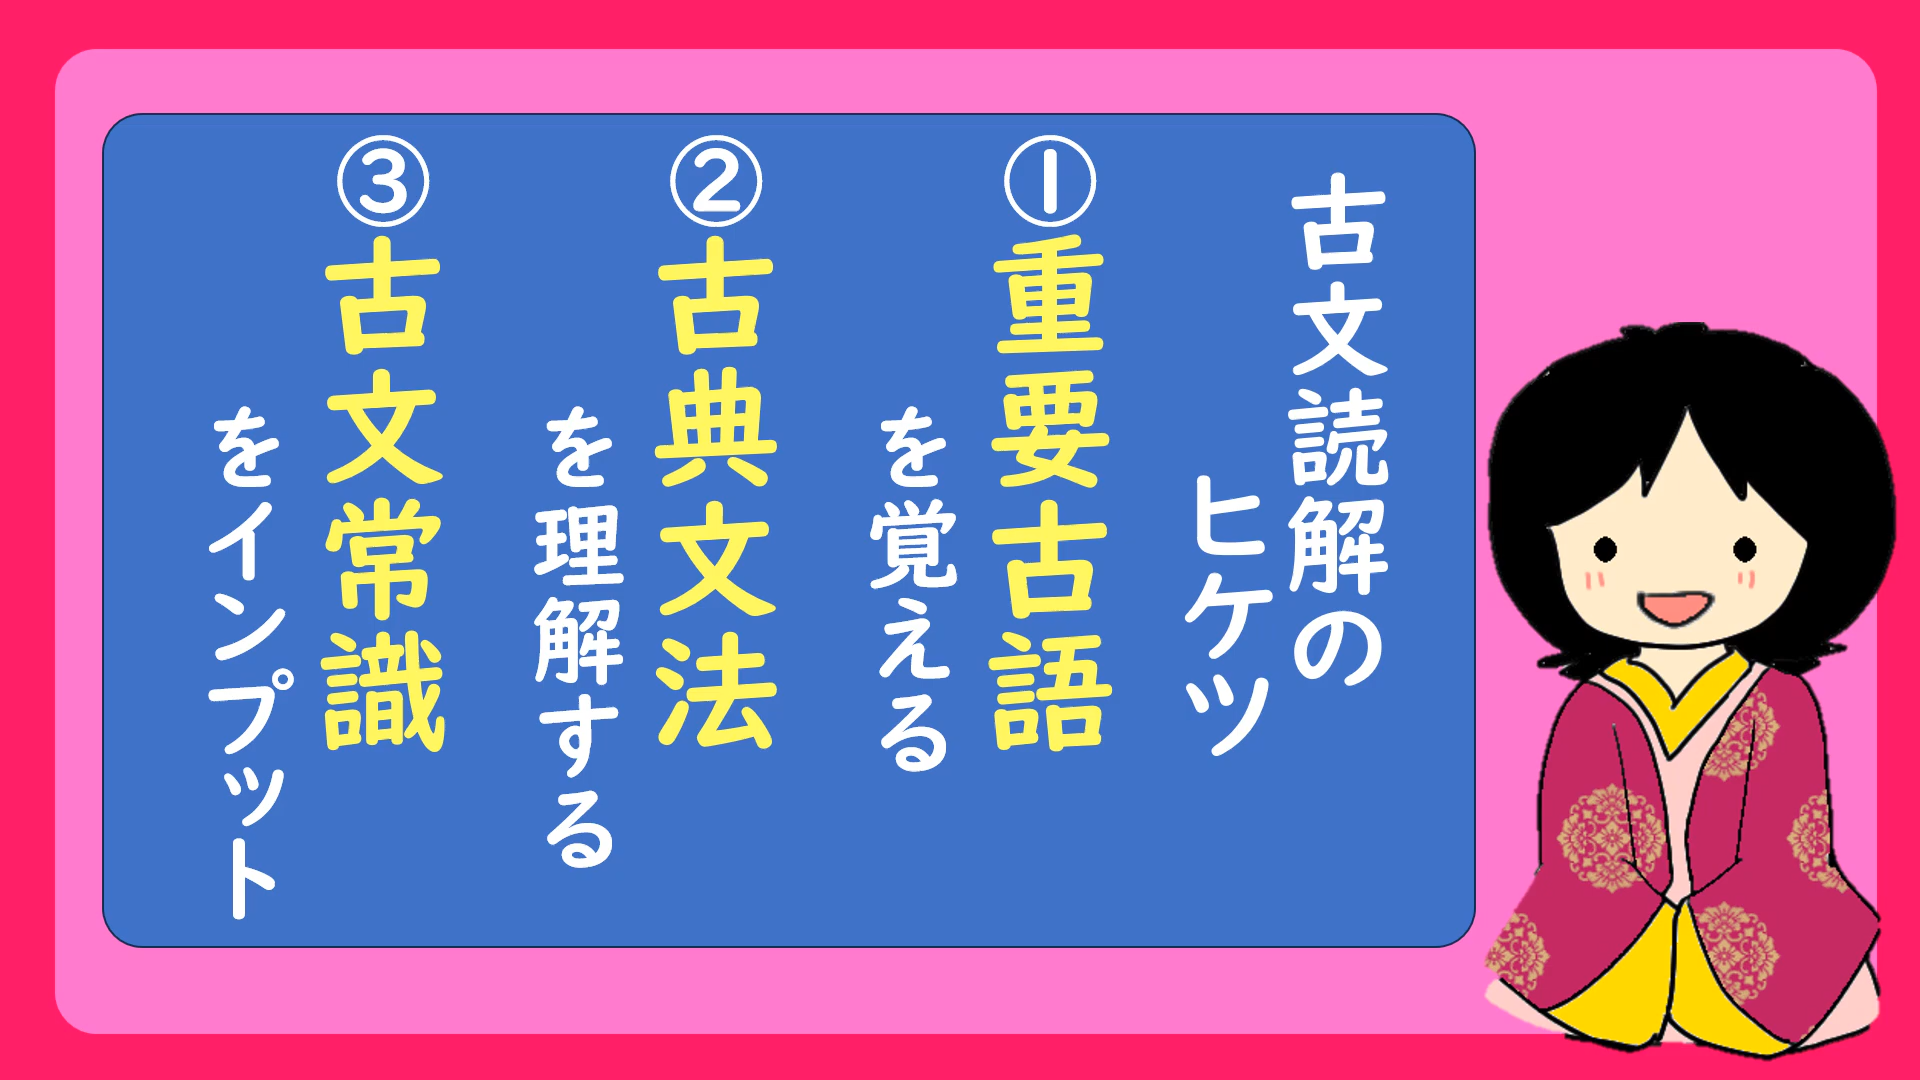 古文読解の
ヒケツ
①重要古語
を覚える
②古典文法
を理解する
③古文常識
をインプット